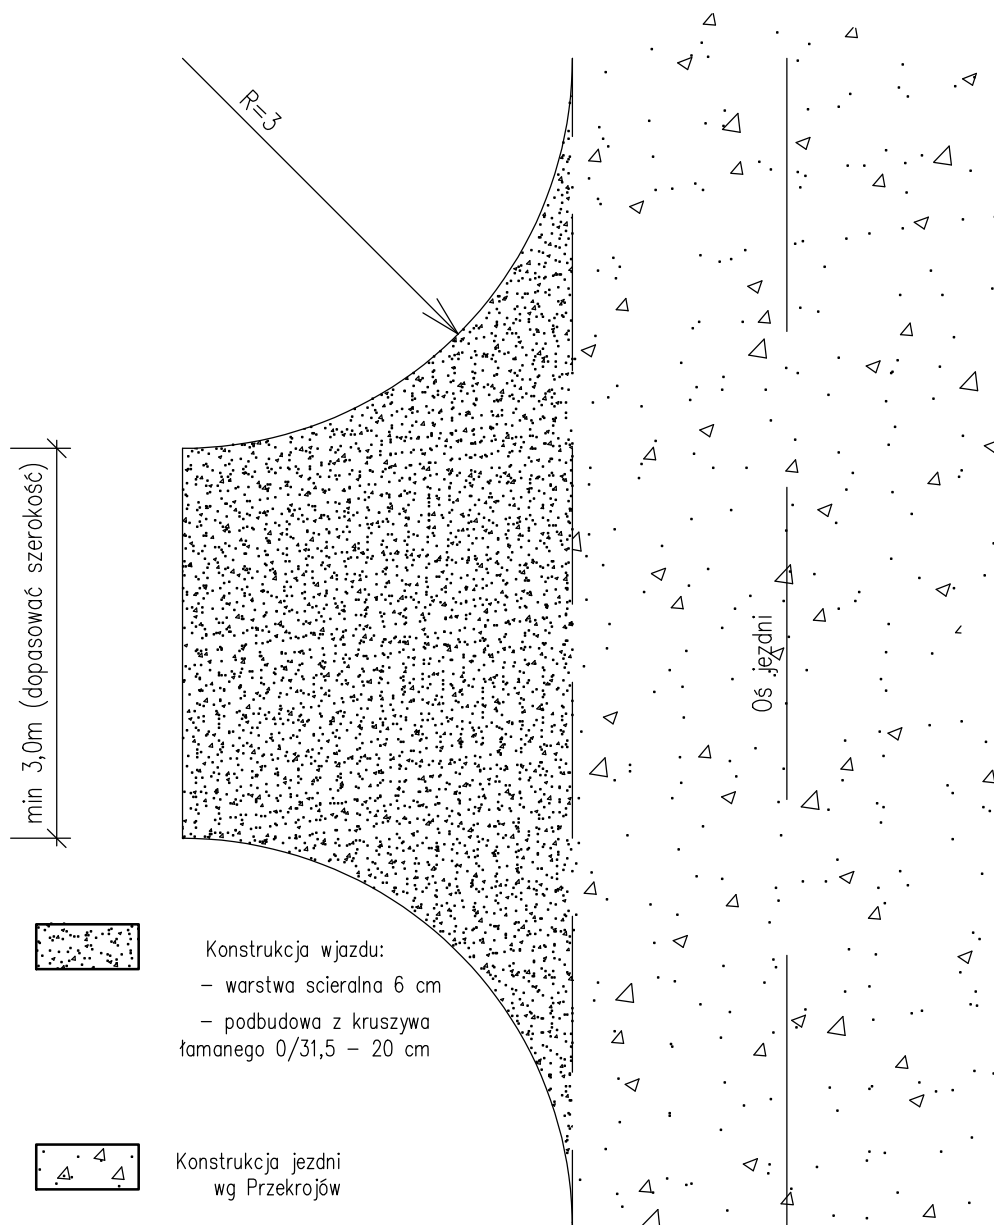 R=3
min 3,0m (dopasować szerokość)
Oś jezdni
Konstrukcja wjazdu:
– warstwa scieralna 6 cm
– podbudowa z kruszywa
łamanego 0/31,5 – 20 cm
Konstrukcja jezdni
wg Przekrojów